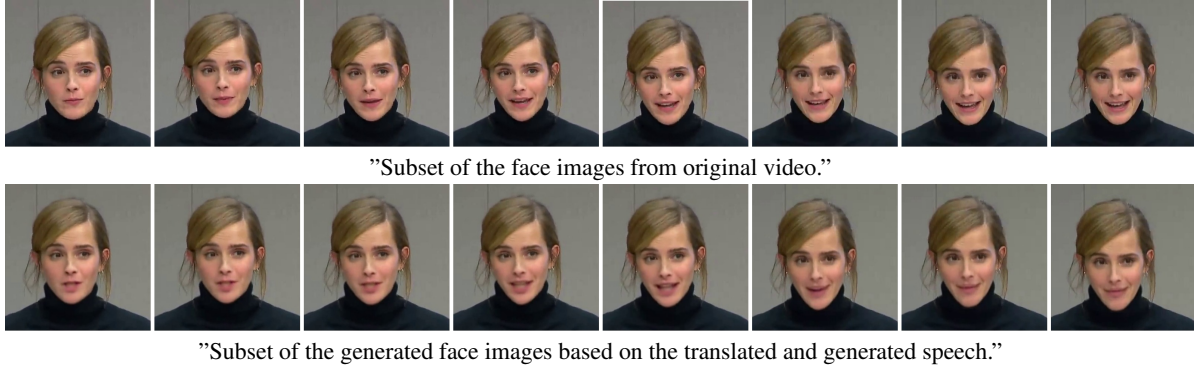 ”Subset of the face images from original video.”
”Subset of the generated face images based on the translated and generated speech.”